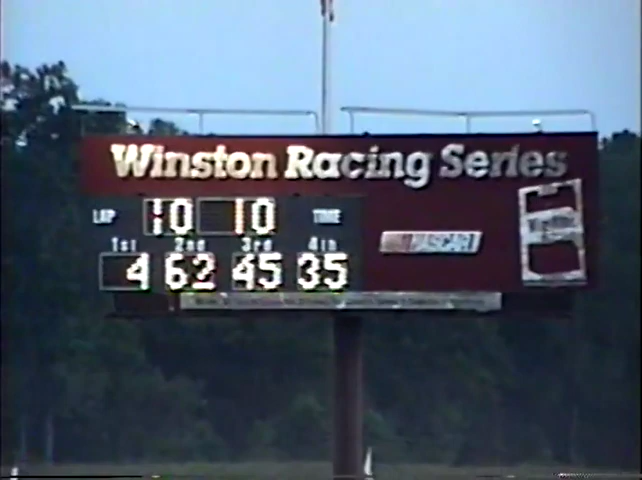 Winston Racing Series
LAP 10 10 TIME
1st 2nd 3rd 4th
4 62 45 35
NASCAR